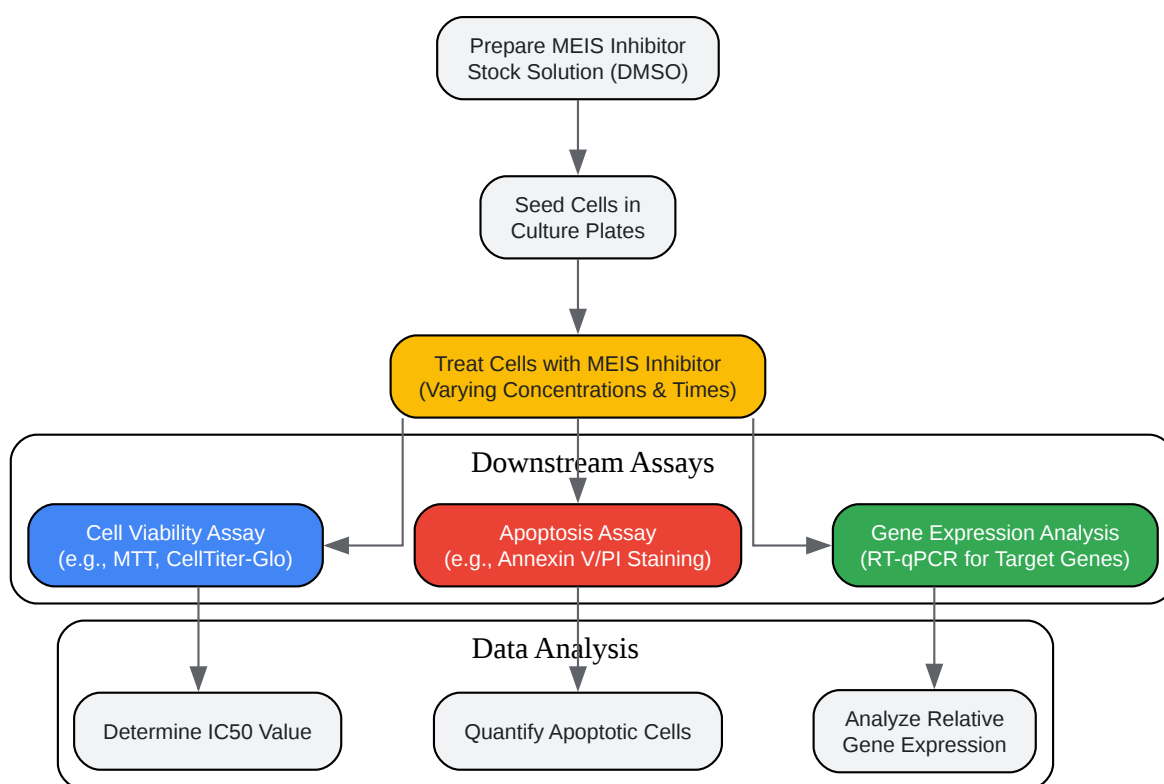 Prepare MEIS Inhibitor
Stock Solution (DMSO)
Seed Cells in
Culture Plates
Treat Cells with MEIS Inhibitor
(Varying Concentrations & Times)
Downstream Assays
Cell Viability Assay
(e.g., MTT, CellTiter-Glo)
Apoptosis Assay
(e.g., Annexin V/PI Staining)
Gene Expression Analysis
(RT-qPCR for Target Genes)
Data Analysis
Determine IC50 Value
Quantify Apoptotic Cells
Analyze Relative
Gene Expression